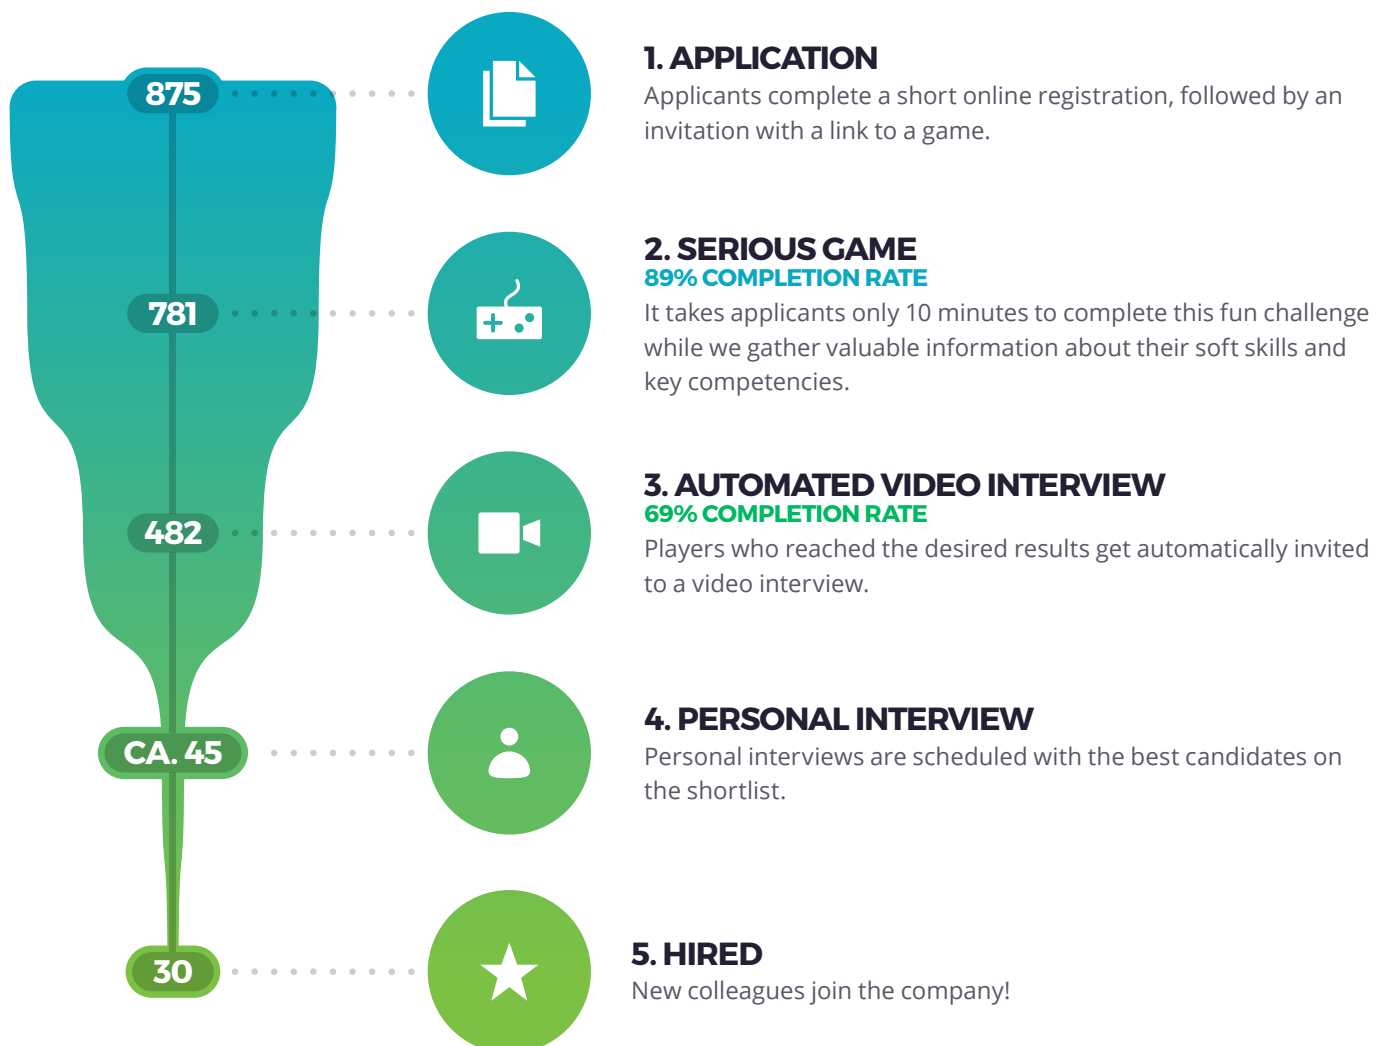 875
1. APPLICATION
Applicants complete a short online registration, followed by an
invitation with a link to a game.
781
2. SERIOUS GAME
89% COMPLETION RATE
It takes applicants only 10 minutes to complete this fun challenge
while we gather valuable information about their soft skills and
key competencies.
482
3. AUTOMATED VIDEO INTERVIEW
69% COMPLETION RATE
Players who reached the desired results get automatically invited
to a video interview.
CA. 45
4. PERSONAL INTERVIEW
Personal interviews are scheduled with the best candidates on
the shortlist.
30
5. HIRED
New colleagues join the company!